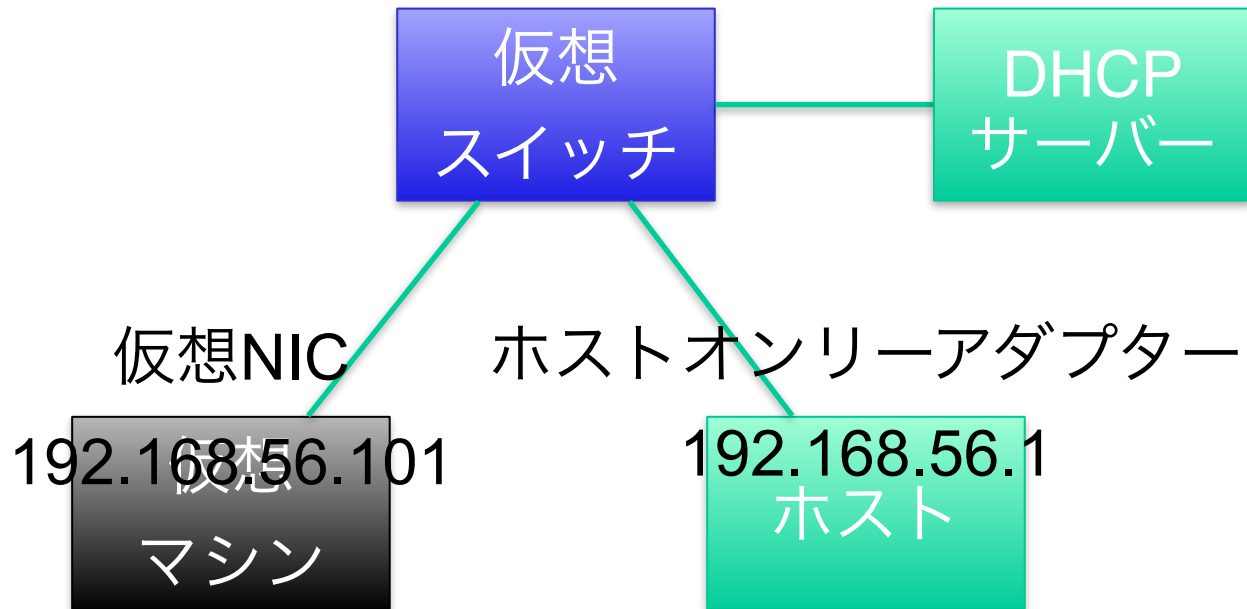 仮想
スイッチ
DHCP
サーバー
仮想NIC
ホストオンリーアダプター
192.168.56.101
仮想
マシン
192.168.56.1
ホスト